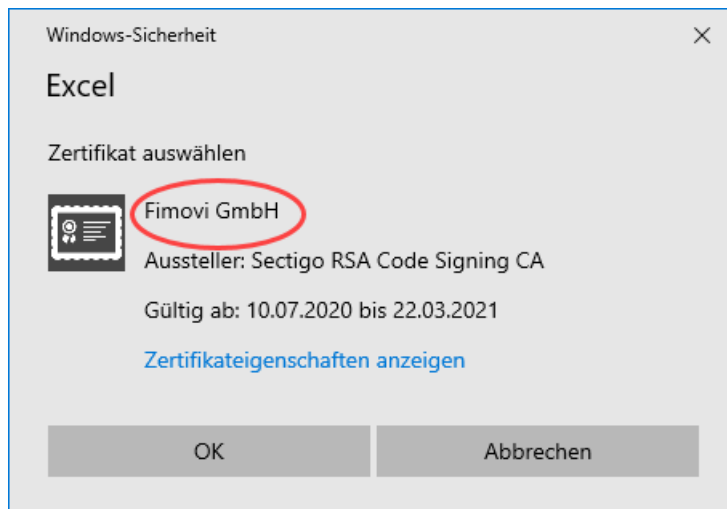 Windows-Sicherheit
Excel
Zertifikat auswählen
Fimovi GmbH
Aussteller: Sectigo RSA Code Signing CA
Gültig ab: 10.07.2020 bis 22.03.2021
Zertifikateigenschaften anzeigen
OK
Abbrechen